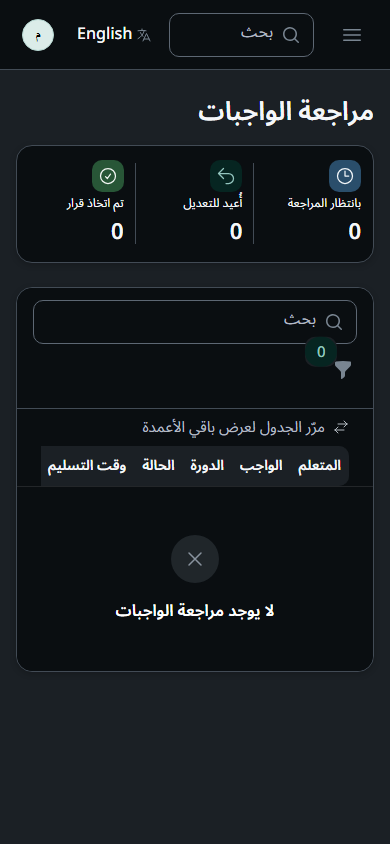 بحث
English
م
مراجعة الواجبات
بانتظار المراجعة
0
أعيد للتعديل
0
تم اتخاذ قرار
0
بحث
0
مرّر الجدول لعرض باقي الأعمدة
المتعلم الواجب الدورة الحالة وقت التسليم
لا يوجد مراجعة الواجبات